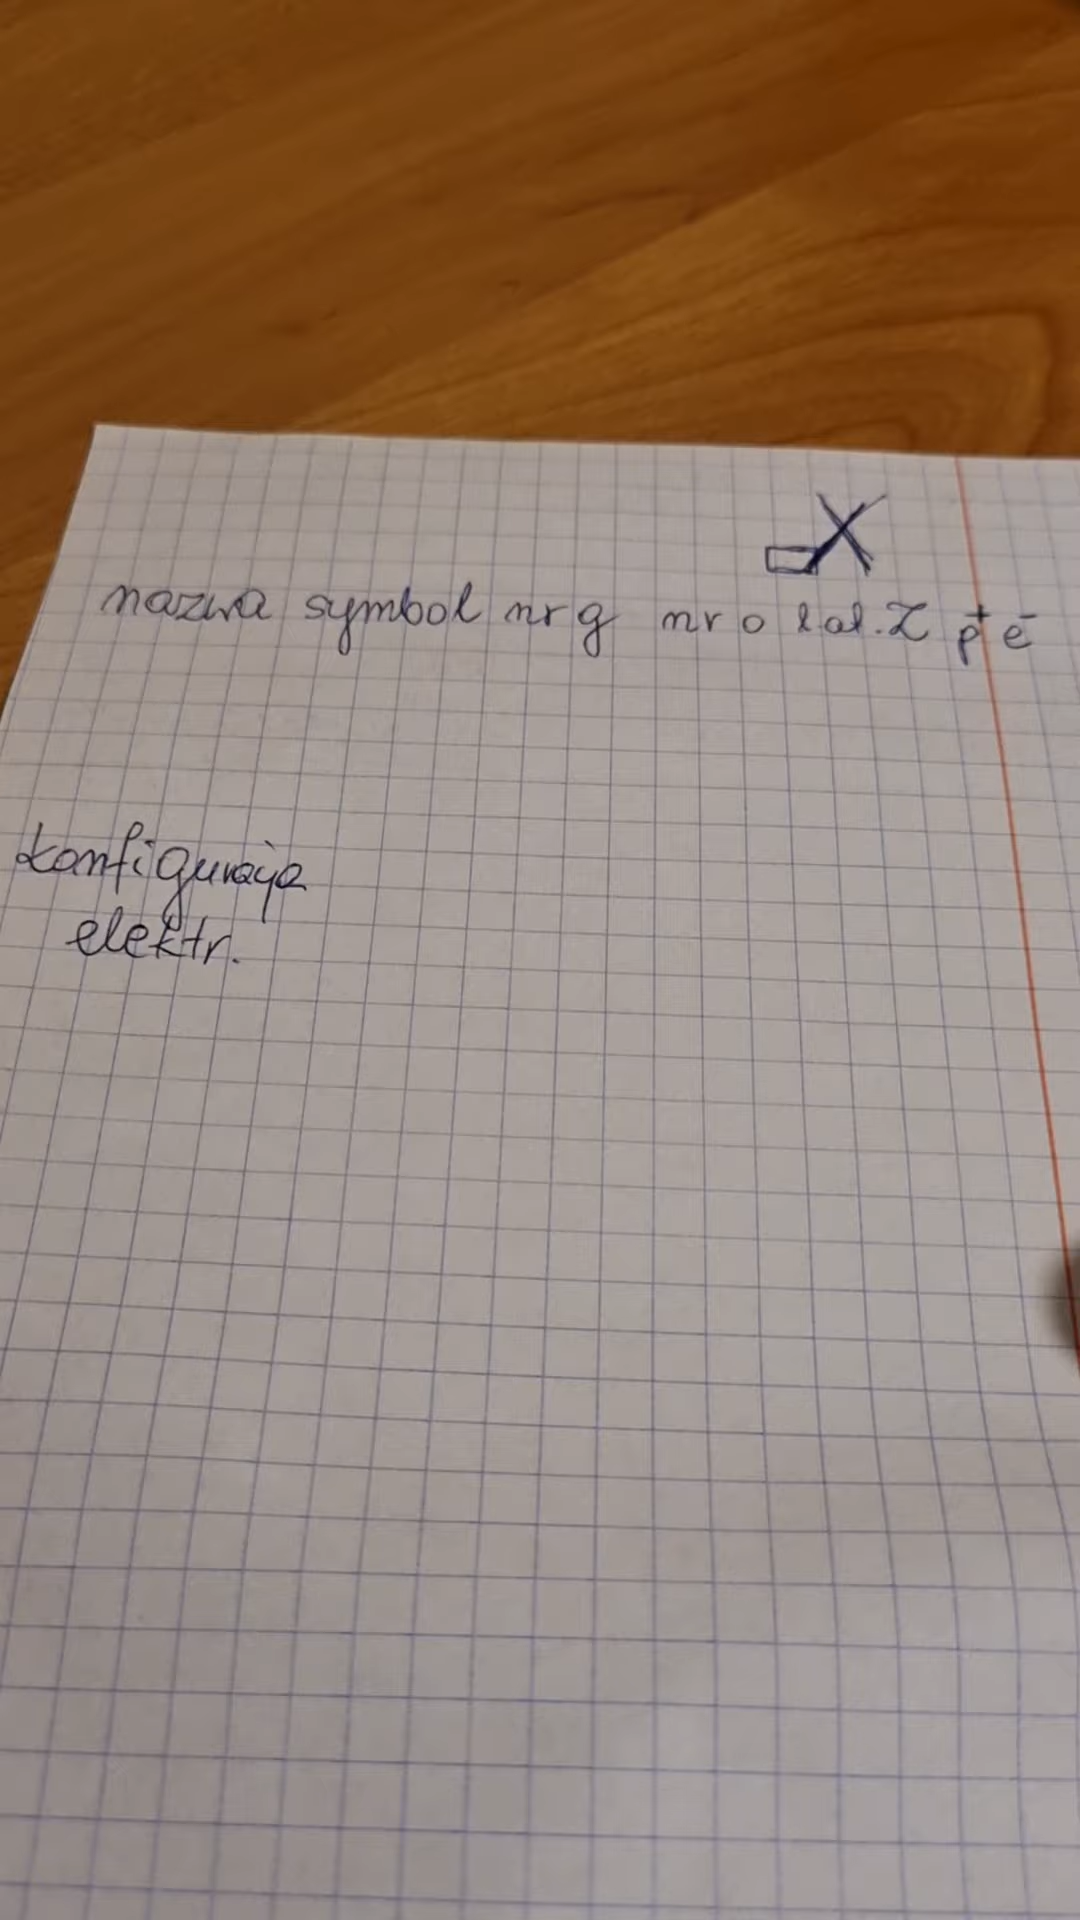 X
nazwa symbol nr g nr o l at. Z p⁺ e⁻
konfiguracja
elektr.